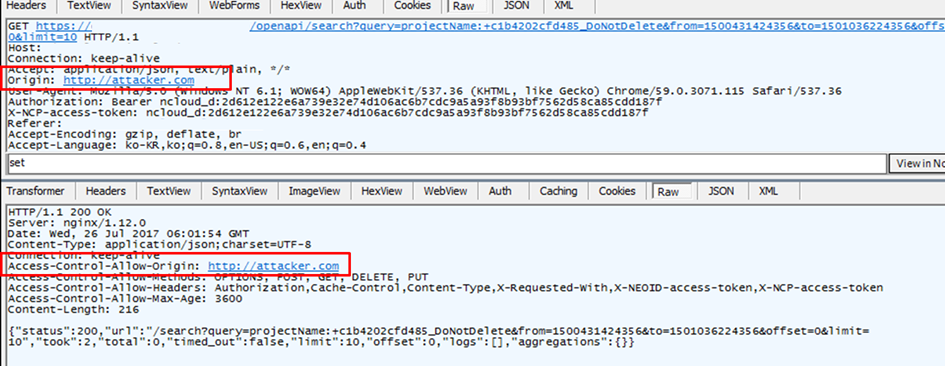 Headers TextView SyntaxView WebForms HexView Auth Cookies Raw JSON XML
GET https:// /openapi/search?query=projectName:+c1b4202cfd485_DoNotDelete&from=1500431424356&to=1501036224356&offs
0&limit=10 HTTP/1.1
Host:
Connection: keep-alive
Accept: application/json, text/plain, */*
Origin: http://attacker.com
User-Agent: Mozilla/5.0 (Windows NT 6.1; WOW64) AppleWebKit/537.36 (KHTML, like Gecko) Chrome/59.0.3071.115 Safari/537.36
Authorization: Bearer ncloud_d:2d612e122e6a739e32e74106ac6b7cdc9a5a93f8b93bf7562d58ca85cdd187f
X-NCP-access-token: ncloud_d:2d612e122e6a739e32e74106ac6b7cdc9a5a93f8b93bf7562d58ca85cdd187f
Referer:
Accept-Encoding: gzip, deflate, br
Accept-Language: ko-KR,ko;q=0.8,en-US;q=0.6,en;q=0.4
set View in No
Transformer Headers TextView SyntaxView ImageView HexView WebView Auth Caching Cookies Raw JSON XML
HTTP/1.1 200 OK
Server: nginx/1.12.0
Date: Wed, 26 Jul 2017 06:01:54 GMT
Content-Type: application/json;charset=UTF-8
Connection: keep-alive
Access-Control-Allow-Origin: http://attacker.com
Access-Control-Allow-Methods: OPTIONS, POST, GET, DELETE, PUT
Access-Control-Allow-Headers: Authorization,Cache-Control,Content-Type,X-Requested-With,X-NEOID-access-token,X-NCP-access-token
Access-Control-Allow-Max-Age: 3600
Content-Length: 216
{"status":200,"url":"/search?query=projectName:+c1b4202cfd485_DoNotDelete&from=1500431424356&to=1501036224356&offset=0&limit=
10","took":2,"total":0,"timed_out":false,"limit":10,"offset":0,"logs":[],"aggregations":{}}